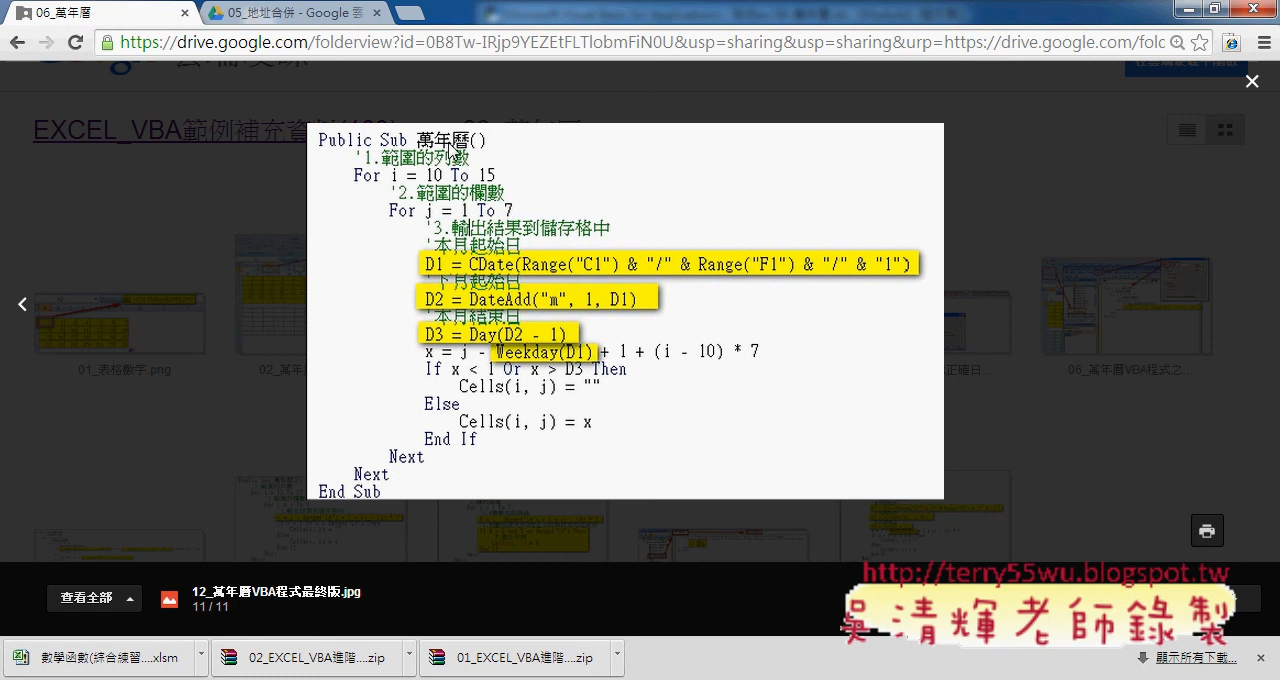 06_萬年曆
05_地址合併 - Google 雲
https://drive.google.com/folderview?id=0B8Tw-IRjp9YEZEtFLTlobmFiN0U&usp=sharing&usp=sharing&urp=https://drive.google.com/folc
EXCEL_VBA範例補充資料
Public Sub 萬年曆()
'1.範圍的列數
For i = 10 To 15
'2.範圍的欄數
For j = 1 To 7
'3.輸出結果到儲存格中
'本月起始日
D1 = CDate(Range("C1") & "/" & Range("F1") & "/" & "1")
'下月起始日
D2 = DateAdd("m", 1, D1)
'本月結束日
D3 = Day(D2 - 1)
x = j - Weekday(D1) + 1 + (i - 10) * 7
If x < 1 Or x > D3 Then
Cells(i, j) = ""
Else
Cells(i, j) = x
End If
Next
Next
End Sub
01_表格數字.png
02_萬年
正確日...
06_萬年曆VBA程式之...
查看全部
12_萬年曆VBA程式最終版.jpg
11 / 11
http://terry55wu.blogspot.tw
吳清輝老師錄製
數學函數(綜合練習....xlsm
02_EXCEL_VBA進階....zip
01_EXCEL_VBA進階....zip
顯示所有下載...